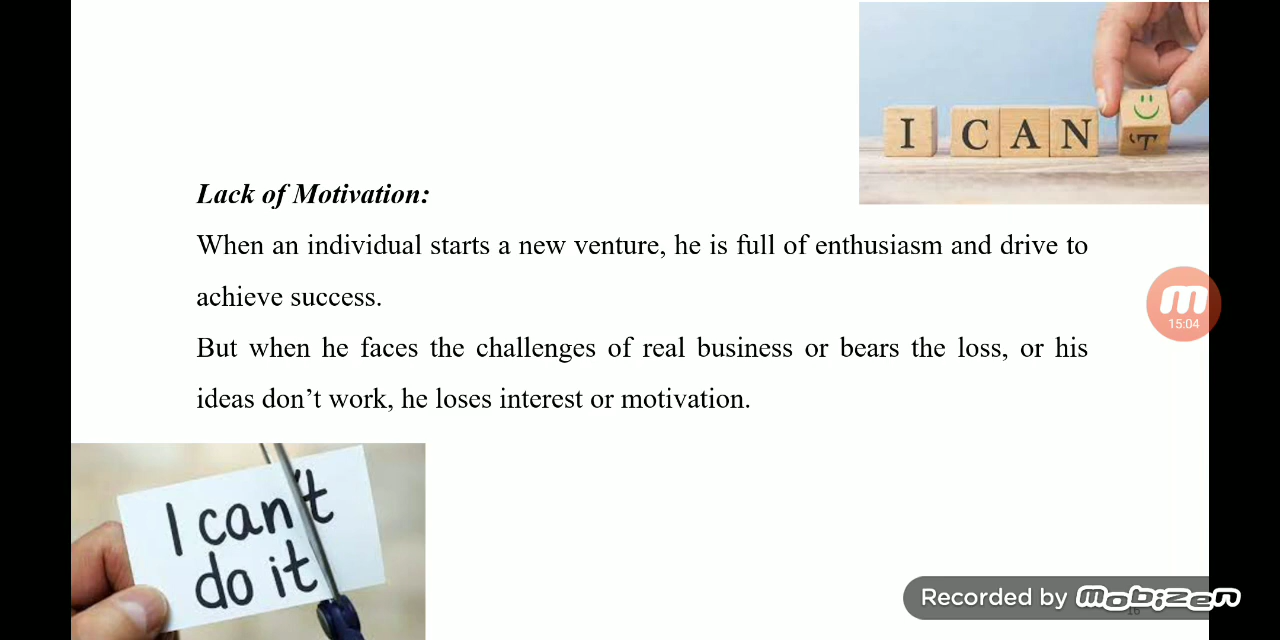 I CAN 'T
Lack of Motivation:
When an individual starts a new venture, he is full of enthusiasm and drive to
achieve success.
But when he faces the challenges of real business or bears the loss, or his
ideas don’t work, he loses interest or motivation.
15:04
I can't
do it
Recorded by Mobizen